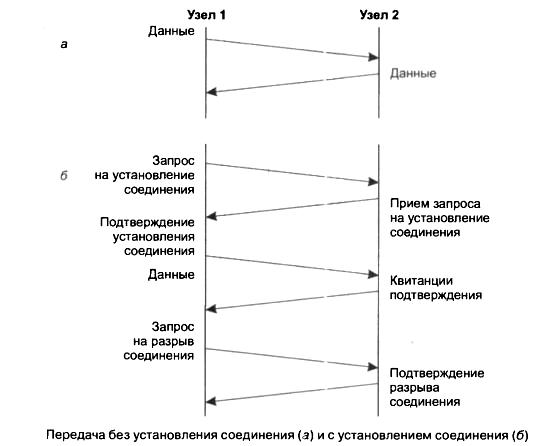 Узел 1
Узел 2
Данные
а
Данные
Запрос
на установление
соединения
б
Прием запроса
на установление
соединения
Подтверждение
установления
соединения
Данные
Квитанции
подтверждения
Запрос
на разрыв
соединения
Подтверждение
разрыва
соединения
Передача без установления соединения (а) и с установлением соединения (б)